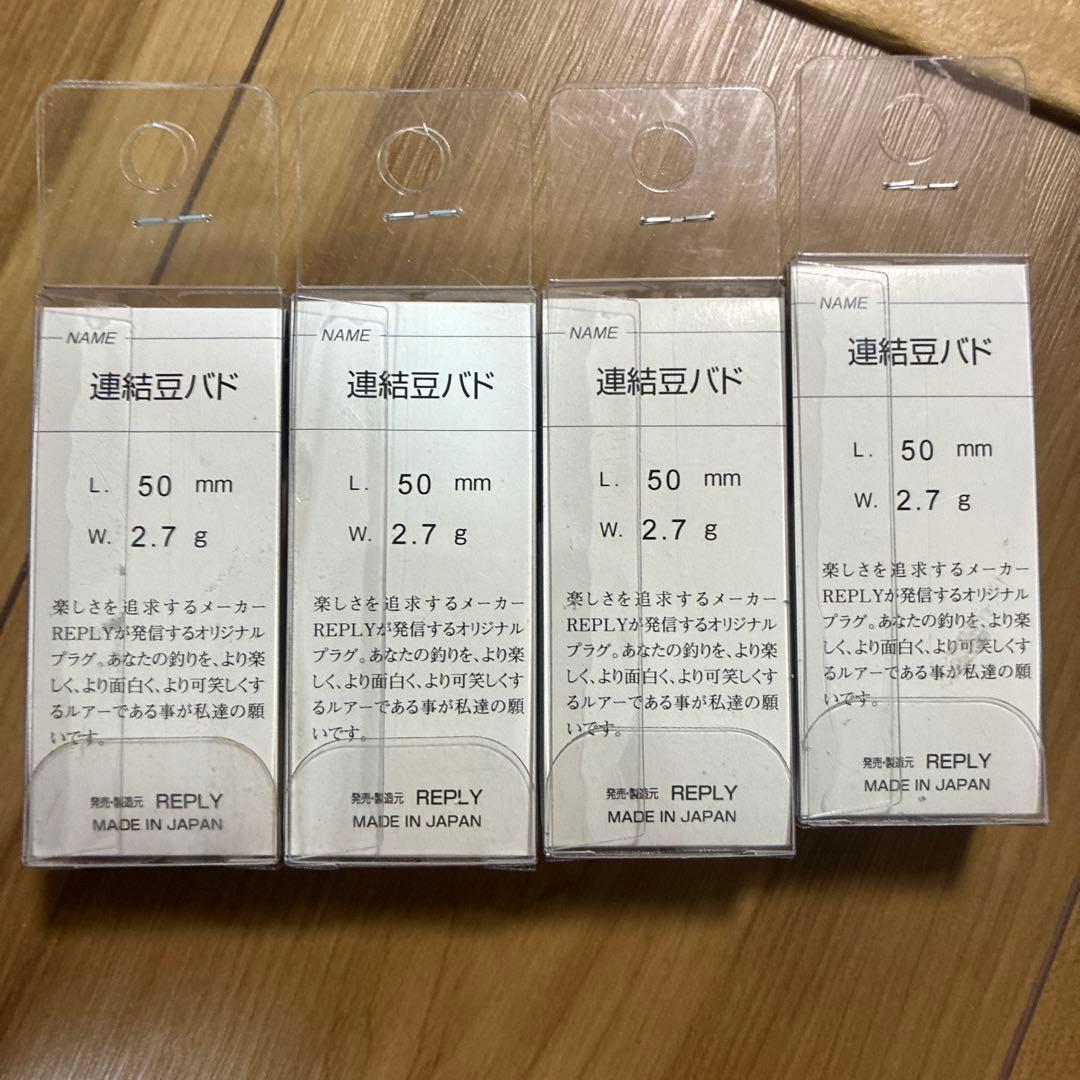 NAME
連結豆バド
L. 50 mm
W. 2.7 g
楽しさを追求するメーカー
REPLYが発信するオリジナル
プラグ。あなたの釣りを、より楽
しく、より面白く、より可笑しくす
るルアーである事が私達の願
いです。
発売・製造元 REPLY
MADE IN JAPAN
NAME
連結豆バド
L. 50 mm
W. 2.7 g
楽しさを追求するメーカー
REPLYが発信するオリジナル
プラグ。あなたの釣りを、より楽
しく、より面白く、より可笑しくす
るルアーである事が私達の願
いです。
発売・製造元 REPLY
MADE IN JAPAN
NAME
連結豆バド
L. 50 mm
W. 2.7 g
楽しさを追求するメーカー
REPLYが発信するオリジナル
プラグ。あなたの釣りを、より楽
しく、より面白く、より可笑しくす
るルアーである事が私達の願
いです。
発売・製造元 REPLY
MADE IN JAPAN
NAME
連結豆バド
L. 50 mm
W. 2.7 g
楽しさを追求するメーカー
REPLYが発信するオリジナル
プラグ。あなたの釣りを、より楽
しく、より面白く、より可笑しくす
るルアーである事が私達の願
いです。
発売・製造元 REPLY
MADE IN JAPAN